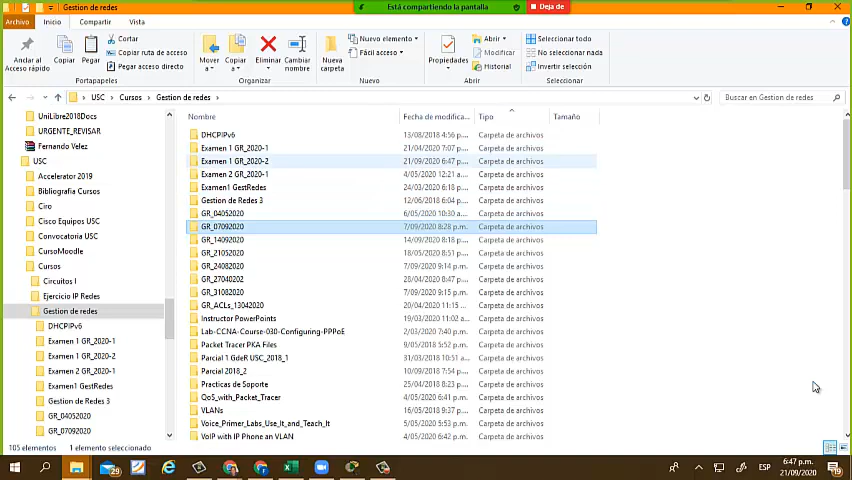 Gestion de redes
Está compartiendo la pantalla
Deja de
Archivo Inicio Compartir Vista
Andar al Acceso rápido
Copiar
Pegar
Cortar
Copiar ruta de acceso
Pegar acceso directo
Portapapeles
Mover a
Copiar a
Eliminar
Cambiar nombre
Organizar
Nueva carpeta
Nuevo elemento
Fácil acceso
Nuevo
Propiedades
Abrir
Modificar
Historial
Abrir
Seleccionar todo
No seleccionar nada
Invertir selección
Seleccionar
USC > Cursos > Gestion de redes >
Buscar en Gestion de redes
UniLibre2018Docs
URGENTE_REVISAR
Fernando Velez
USC
Accelerator 2019
Bibliografia Cursos
Ciro
Cisco Equipos USC
Convocatoria USC
CursoMoodle
Cursos
Circuitos I
Ejercicio IP Redes
Gestion de redes
DHCPIPv6
Examen 1 GR_2020-1
Examen 1 GR_2020-2
Examen 2 GR_2020-1
Examen1 GestRedes
Gestion de Redes 3
GR_04052020
GR_07092020
Nombre Fecha de modifica... Tipo Tamaño
DHCPIPv6 13/08/2018 4:56 p.... Carpeta de archivos
Examen 1 GR_2020-1 21/04/2020 7:07 p.... Carpeta de archivos
Examen 1 GR_2020-2 21/09/2020 6:47 p.... Carpeta de archivos
Examen 2 GR_2020-1 4/05/2020 12:21 a.... Carpeta de archivos
Examen1 GestRedes 24/03/2020 6:18 p.... Carpeta de archivos
Gestion de Redes 3 12/06/2018 6:04 p.... Carpeta de archivos
GR_04052020 6/05/2020 10:30 a.... Carpeta de archivos
GR_07092020 7/09/2020 8:28 p.m. Carpeta de archivos
GR_14092020 14/09/2020 8:18 p.... Carpeta de archivos
GR_21052020 18/05/2020 8:51 p.... Carpeta de archivos
GR_24082020 7/09/2020 9:14 p.m. Carpeta de archivos
GR_27040202 28/04/2020 8:47 p.... Carpeta de archivos
GR_31082020 7/09/2020 9:15 p.m. Carpeta de archivos
GR_ACLs_13042020 20/04/2020 11:15 ... Carpeta de archivos
Instructor PowerPoints 19/03/2020 11:02 a... Carpeta de archivos
Lab-CCNA-Course-030-Configuring-PPPoE 2/03/2020 7:40 p.m. Carpeta de archivos
Packet Tracer PKA Files 9/05/2018 5:52 p.m. Carpeta de archivos
Parcial 1 GdeR USC_2018_1 31/03/2018 10:51 a... Carpeta de archivos
Parcial 2018_2 10/09/2018 7:54 p.... Carpeta de archivos
Practicas de Soporte 25/04/2018 8:23 p.... Carpeta de archivos
QoS_with_Packet_Tracer 4/05/2020 6:41 p.m. Carpeta de archivos
VLANs 16/05/2018 9:37 p.... Carpeta de archivos
Voice_Primer_Labs_Use_It_and_Teach_It 5/05/2020 5:53 p.m. Carpeta de archivos
VoIP with IP Phone an VLAN 4/05/2020 6:42 p.m. Carpeta de archivos
105 elementos 1 elemento seleccionado
29
ESP
6:47 p.m.
21/09/2020
19